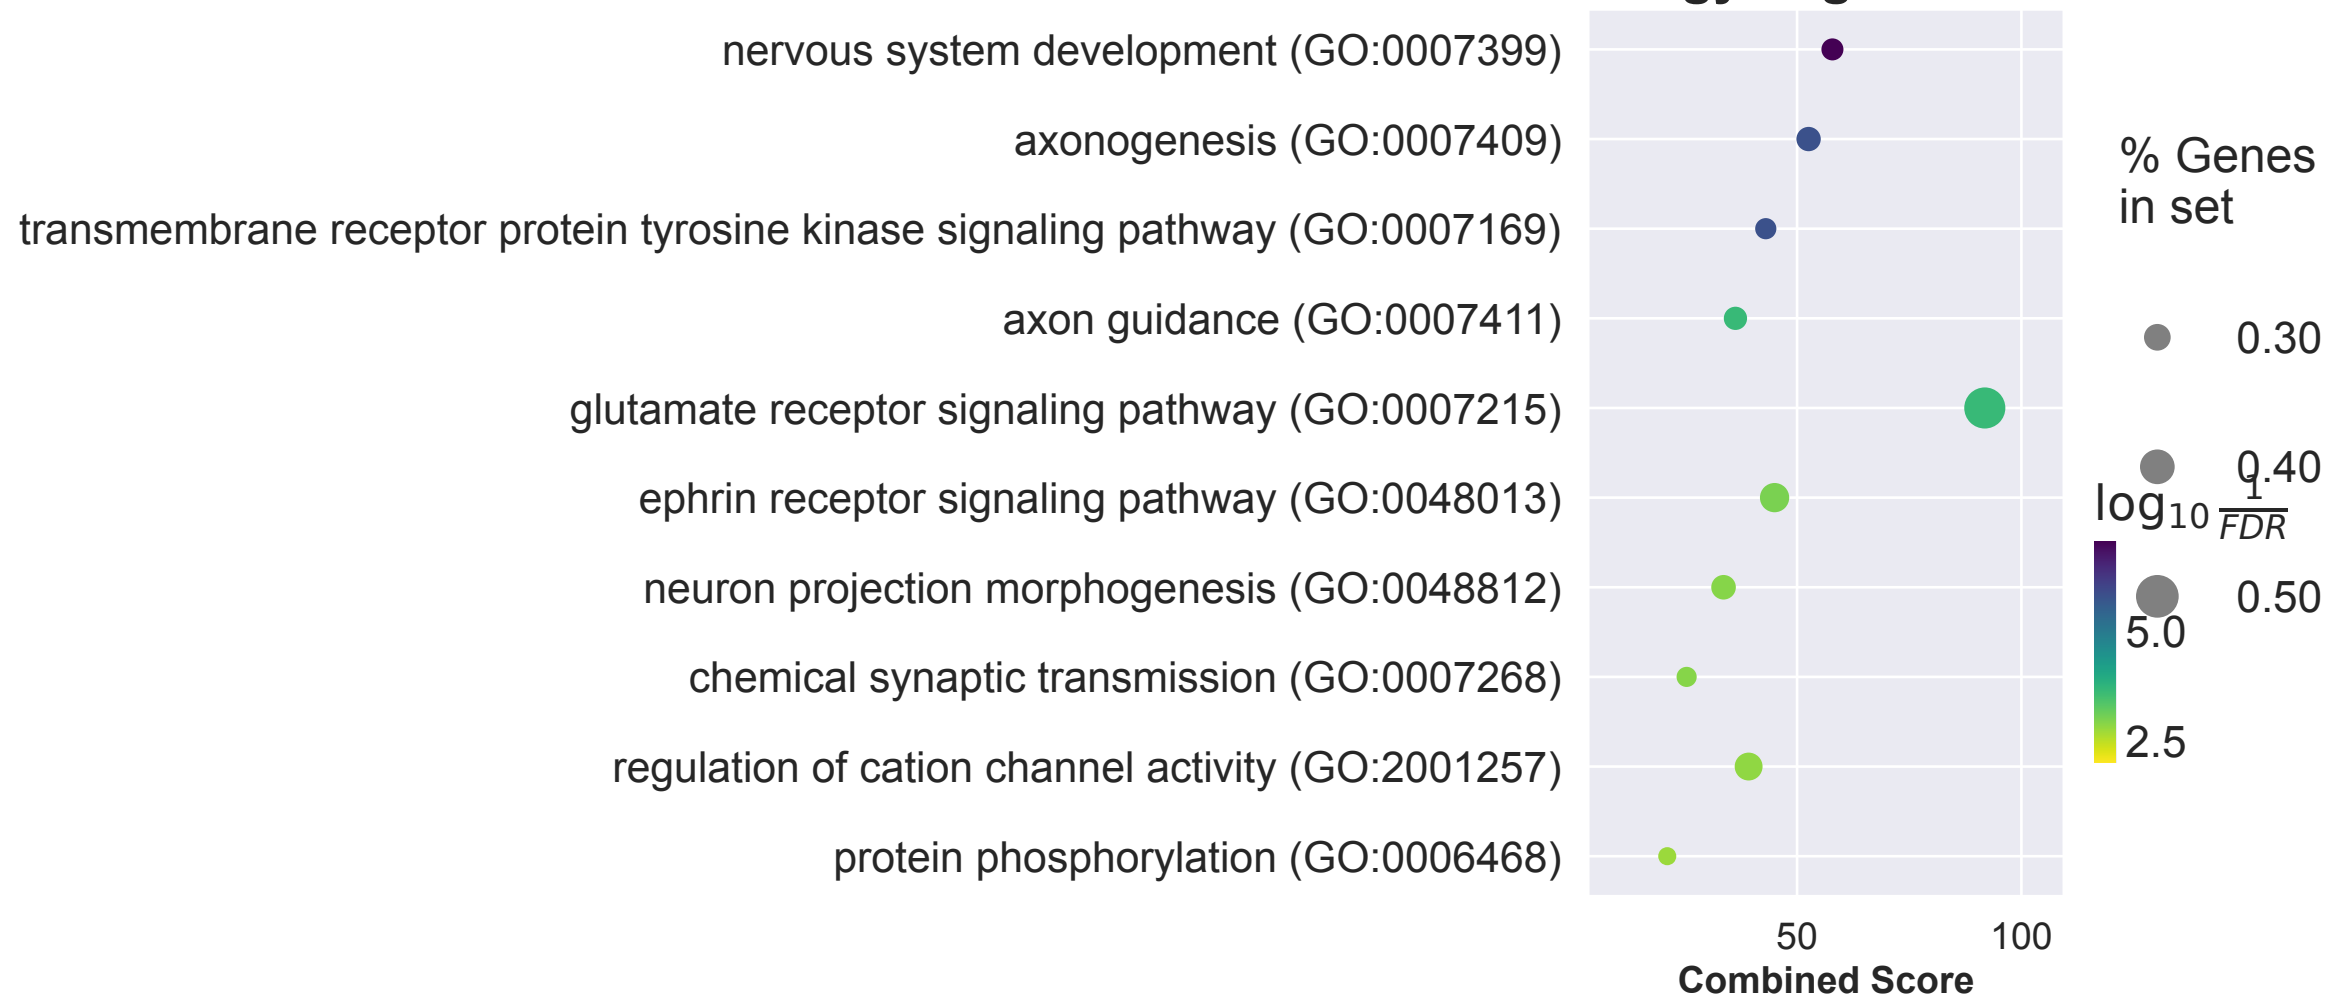 nervous system development (GO:0007399)
axonogenesis (GO:0007409)
transmembrane receptor protein tyrosine kinase signaling pathway (GO:0007169)
axon guidance (GO:0007411)
glutamate receptor signaling pathway (GO:0007215)
ephrin receptor signaling pathway (GO:0048013)
neuron projection morphogenesis (GO:0048812)
chemical synaptic transmission (GO:0007268)
regulation of cation channel activity (GO:2001257)
protein phosphorylation (GO:0006468)
50 100
Combined Score
% Genes
in set
0.30
0.40
0.50
log₁₀ 1/FDR
5.0
2.5